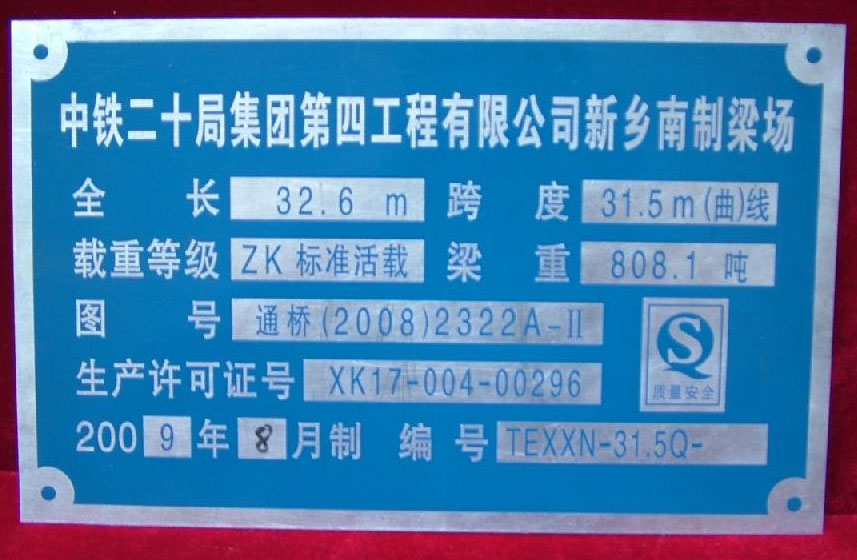 中铁二十局集团第四工程有限公司新乡南制梁场
全长 32.6 m 跨度 31.5m(曲)线
载重等级 ZK标准活载 梁重 808.1 吨
图号 通桥(2008)2322A-II
生产许可证号 XK17-004-00296
QS 质量安全
2009年8月制 编号 TEXXN-31.5Q-